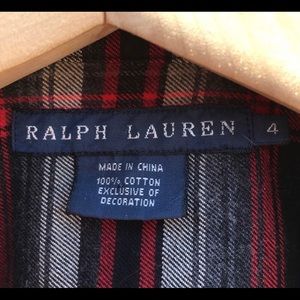 RALPH LAUREN 4
MADE IN CHINA
100% COTTON
EXCLUSIVE OF
DECORATION